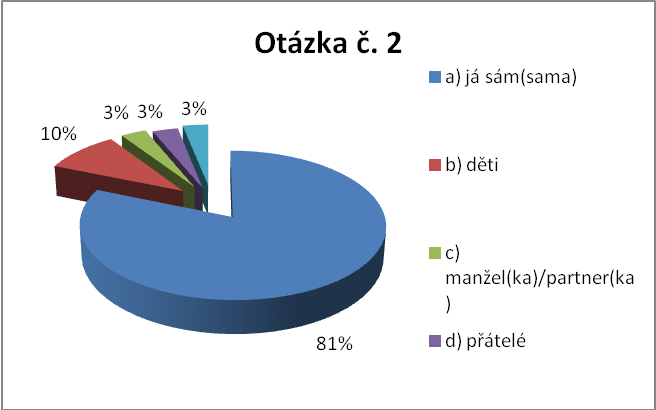 Otázka č. 2
3%
3%
3%
10%
81%
a) já sám(sama)
b) děti
c)
manžel(ka)/partner(ka
)
d) přátelé